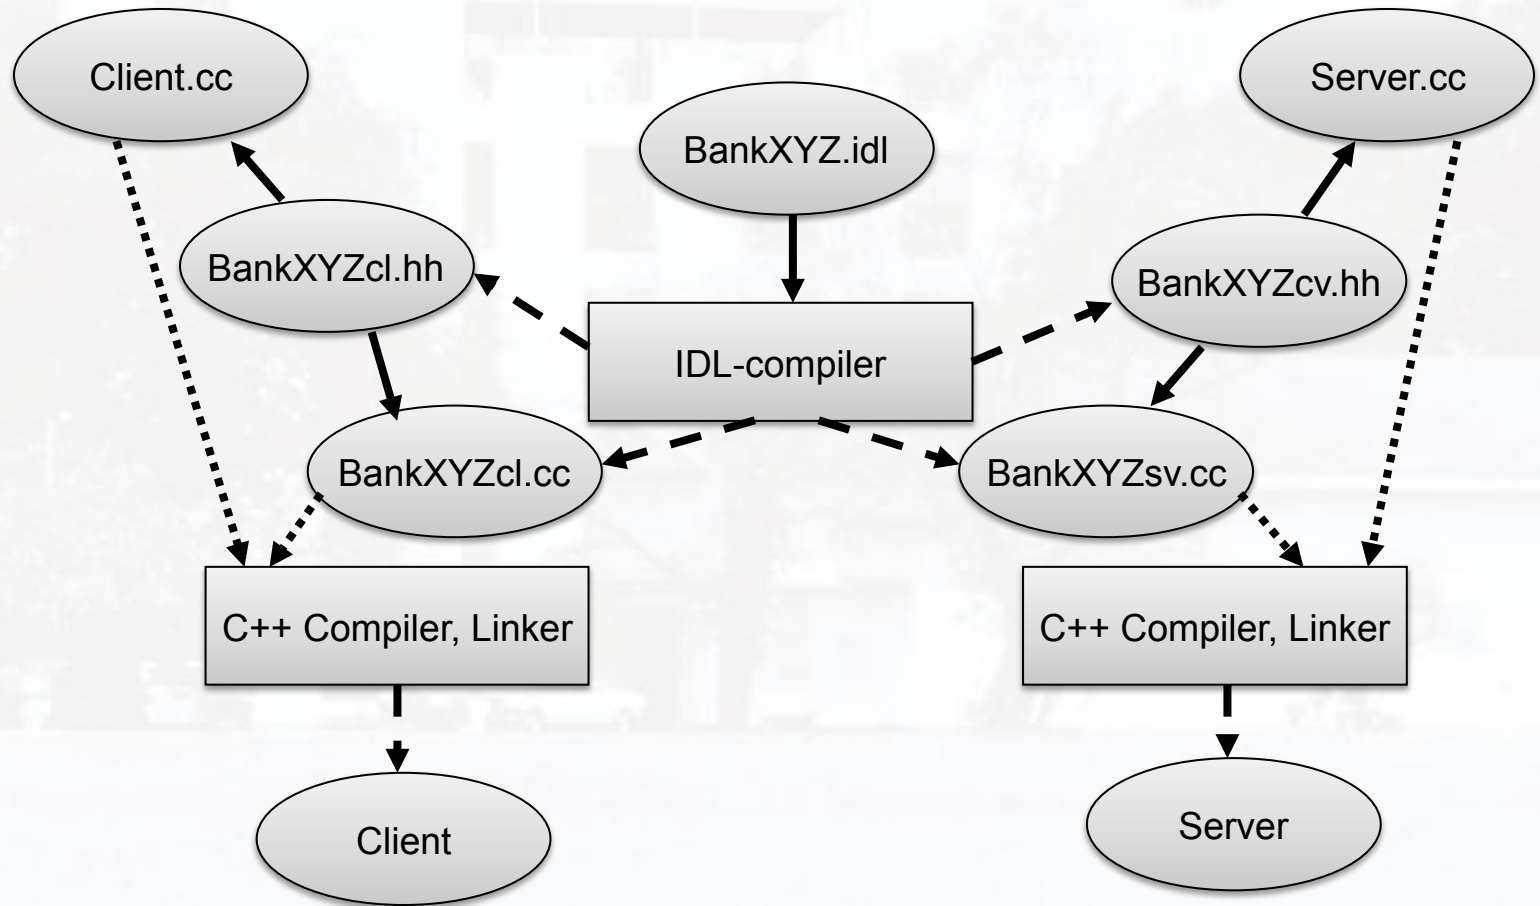 Client.cc
Server.cc
BankXYZ.idl
BankXYZcl.hh
BankXYZcv.hh
IDL-compiler
BankXYZcl.cc
BankXYZsv.cc
C++ Compiler, Linker
C++ Compiler, Linker
Client
Server